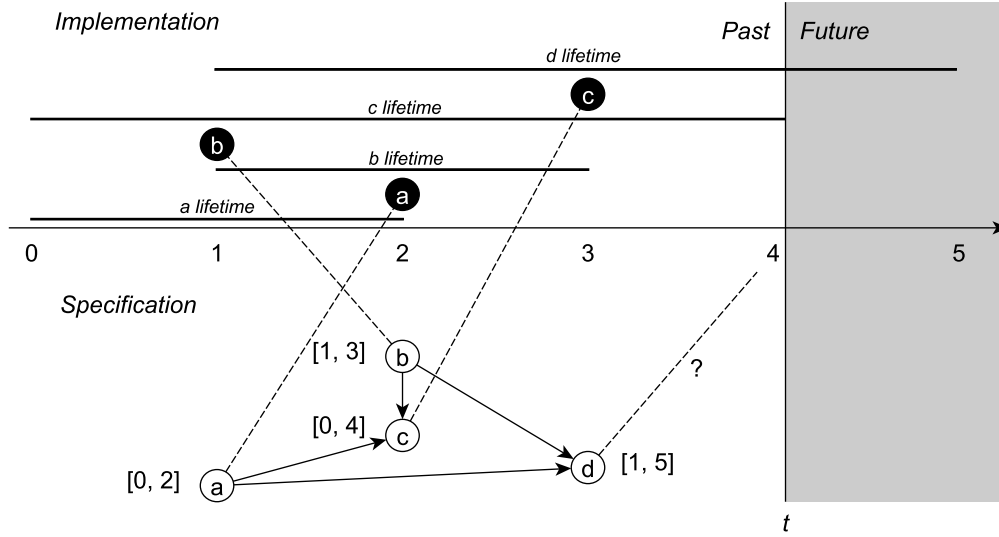 Implementation
Past Future
d lifetime
c
c lifetime
b
b lifetime
a
a lifetime
0 1 2 3 4 5
Specification
[1, 3] b
?
[0, 4] c
d [1, 5]
[0, 2] a
t